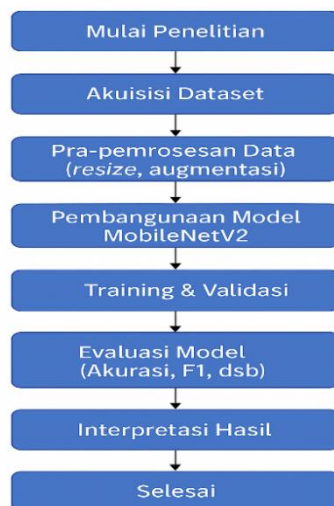 Mulai Penelitian
Akuisisi Dataset
Pra-pemrosesan Data
(resize, augmentasi)
Pembangunaan Model
MobileNetV2
Training & Validasi
Evaluasi Model
(Akurasi, F1, dsb)
Interpretasi Hasil
Selesai